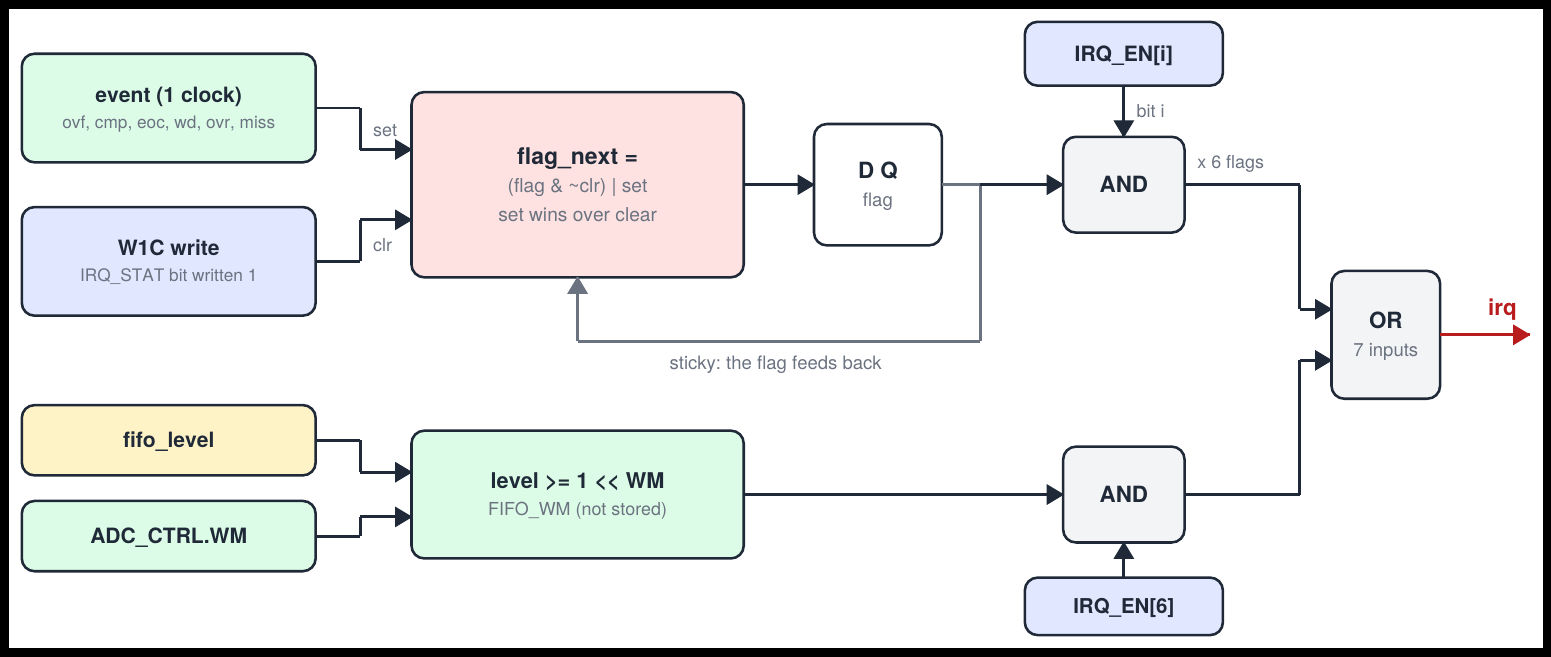 event (1 clock)
ovf, cmp, eoc, wd, ovr, miss
set
W1C write
IRQ_STAT bit written 1
clr
flag_next =
(flag & ~clr) | set
set wins over clear
D Q
flag
IRQ_EN[i]
bit i
AND
x 6 flags
sticky: the flag feeds back
OR
7 inputs
irq
fifo_level
ADC_CTRL.WM
level >= 1 << WM
FIFO_WM (not stored)
AND
IRQ_EN[6]